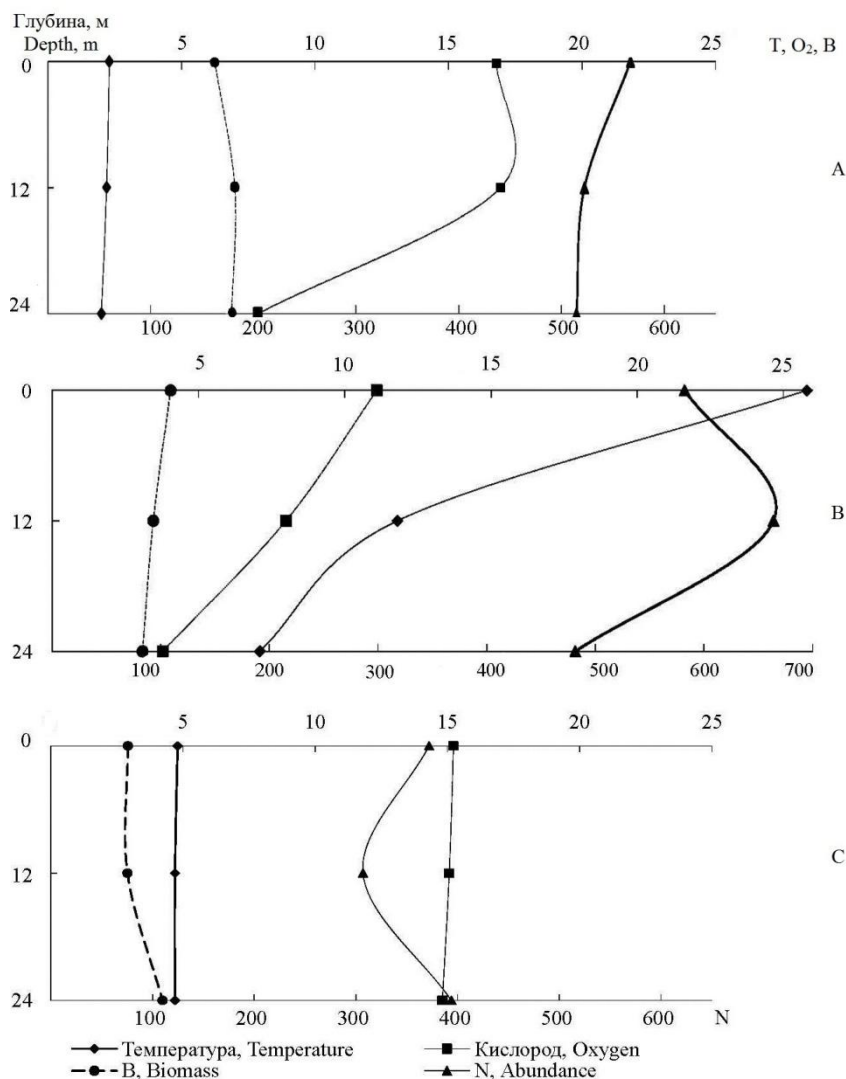 Глубина, м
Depth, m
5 10 15 20 25 T, O₂, B
0
12
24
A
100 200 300 400 500 600
5 10 15 20 25
0
12
24
B
100 200 300 400 500 600 700
5 10 15 20 25
0
12
24
C
100 200 300 400 500 600 N
Температура, Temperature Кислород, Oxygen
B, Biomass N, Abundance